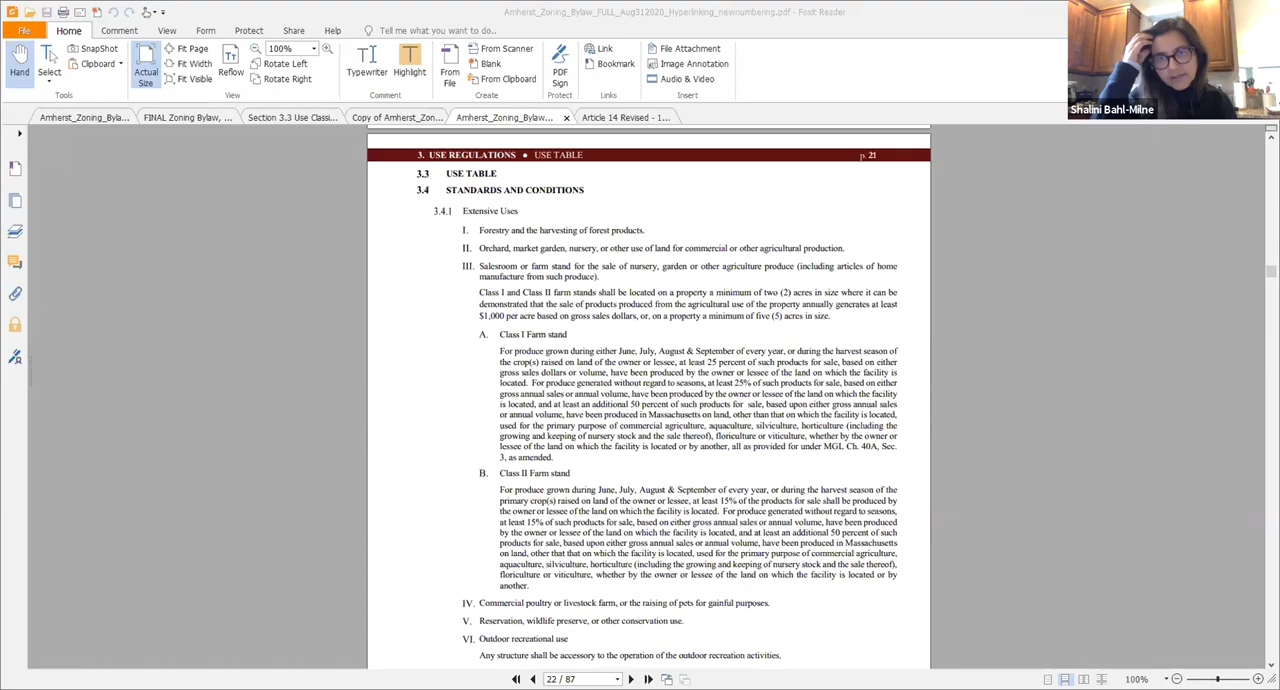 Amherst_Zoning_Bylaw_FULL_Aug312020_Hyperlinking_newnumbering.pdf - Foxit Reader
File Home Comment View Form Protect Share Help Tell me what you want to do...
Hand
Select
SnapShot
Clipboard
Actual Size
Fit Page
Fit Width
Fit Visible
Reflow
100%
Rotate Left
Rotate Right
Typewriter
Highlight
From File
From Scanner
Blank
From Clipboard
PDF Sign
Link
Bookmark
File Attachment
Image Annotation
Audio & Video
Tools View Comment Create Protect Links Insert
Shalini Bahl-Milne
Amherst_Zoning_Byla... FINAL Zoning Bylaw, ... Section 3.3 Use Classi... Copy of Amherst_Zon... Amherst_Zoning_Bylaw... Article 14 Revised - 1...
3. USE REGULATIONS ● USE TABLE p. 21
3.3 USE TABLE
3.4 STANDARDS AND CONDITIONS
3.4.1 Extensive Uses
I. Forestry and the harvesting of forest products.
II. Orchard, market garden, nursery, or other use of land for commercial or other agricultural production.
III. Salesroom or farm stand for the sale of nursery, garden or other agriculture produce (including articles of home
manufacture from such produce).
Class I and Class II farm stands shall be located on a property a minimum of two (2) acres in size where it can be
demonstrated that the sale of products produced from the agricultural use of the property annually generates at least
$1,000 per acre based on gross sales dollars, or, on a property a minimum of five (5) acres in size.
A. Class I Farm stand
For produce grown during either June, July, August & September of every year, or during the harvest season of
the crop(s) raised on land of the owner or lessee, at least 25 percent of such products for sale, based on either
gross sales dollars or volume, have been produced by the owner or lessee of the land on which the facility is
located. For produce generated without regard to seasons, at least 25% of such products for sale, based on either
gross annual sales or annual volume, have been produced by the owner or lessee of the land on which the facility
is located, and at least an additional 50 percent of such products for sale, based upon either gross annual sales
or annual volume, have been produced in Massachusetts on land, other than that on which the facility is located,
used for the primary purpose of commercial agriculture, aquaculture, silviculture, horticulture (including the
growing and keeping of nursery stock and the sale thereof), floriculture or viticulture, whether by the owner or
lessee of the land on which the facility is located or by another, all as provided for under MGL Ch. 40A, Sec.
3, as amended.
B. Class II Farm stand
For produce grown during June, July, August & September of every year, or during the harvest season of the
primary crop(s) raised on land of the owner or lessee, at least 15% of the products for sale shall be produced by
the owner or lessee of the land on which the facility is located. For produce generated without regard to seasons,
at least 15% of such products for sale, based on either gross annual sales or annual volume, have been produced
by the owner or lessee of the land on which the facility is located, and at least an additional 50 percent of such
products for sale, based upon either gross annual sales or annual volume, have been produced in Massachusetts
on land, other that that on which the facility is located, used for the primary purpose of commercial agriculture,
aquaculture, silviculture, horticulture (including the growing and keeping of nursery stock and the sale thereof),
floriculture or viticulture, whether by the owner or lessee of the land on which the facility is located or by
another.
IV. Commercial poultry or livestock farm, or the raising of pets for gainful purposes.
V. Reservation, wildlife preserve, or other conservation use.
VI. Outdoor recreational use
Any structure shall be accessory to the operation of the outdoor recreation activities.
22 / 87
100%